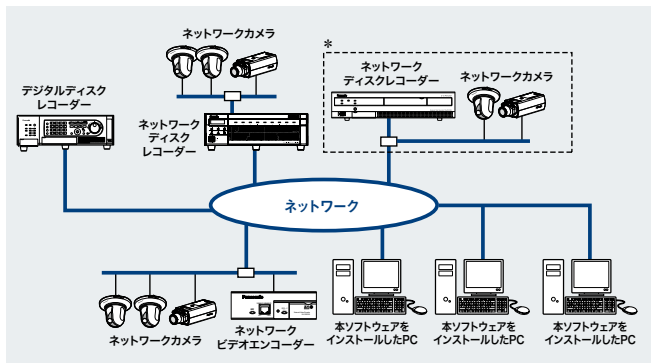 ネットワークカメラ
*
ネットワーク
ディスクレコーダー
ネットワークカメラ
デジタルディスク
レコーダー
ネットワーク
ディスク
レコーダー
ネットワーク
Panasonic
ネットワークカメラ
ネットワーク
ビデオエンコーダー
本ソフトウェアを
インストールしたPC
本ソフトウェアを
インストールしたPC
本ソフトウェアを
インストールしたPC